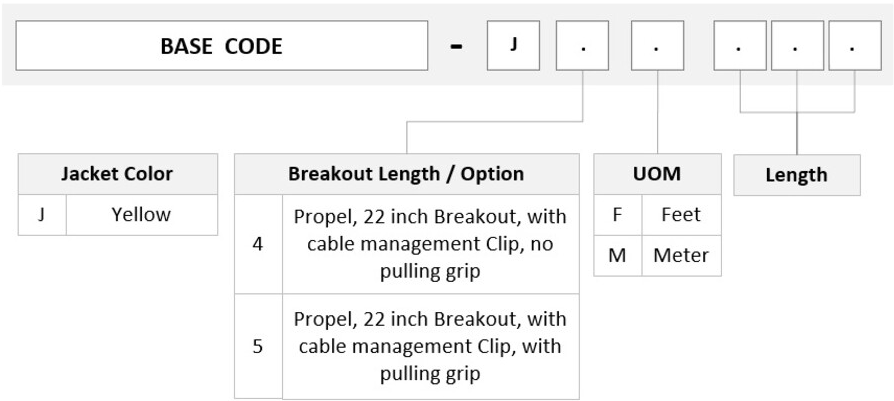 BASE CODE - J . . . . .
Jacket Color
J Yellow
Breakout Length / Option
4 Propel, 22 inch Breakout, with
cable management Clip, no
pulling grip
5 Propel, 22 inch Breakout, with
cable management Clip, with
pulling grip
UOM
F Feet
M Meter
Length